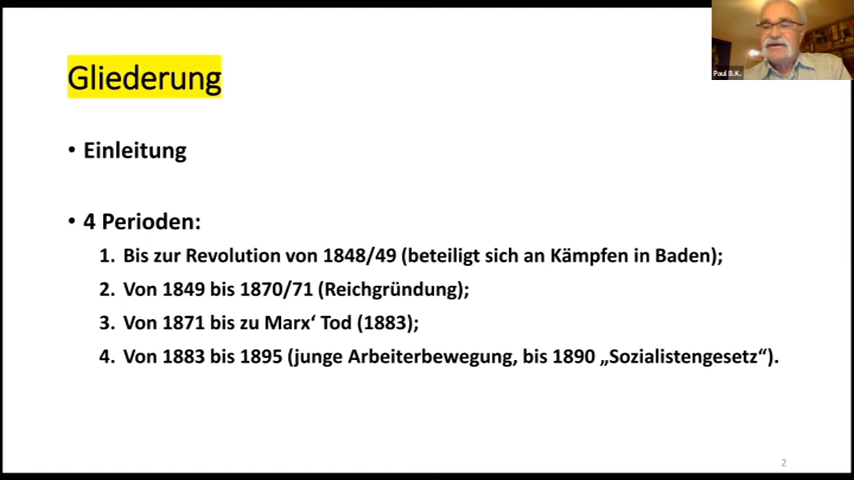 Gliederung
Paul B.K.
• Einleitung
• 4 Perioden:
1. Bis zur Revolution von 1848/49 (beteiligt sich an Kämpfen in Baden);
2. Von 1849 bis 1870/71 (Reichgründung);
3. Von 1871 bis zu Marx‘ Tod (1883);
4. Von 1883 bis 1895 (junge Arbeiterbewegung, bis 1890 „Sozialistengesetz“).
2